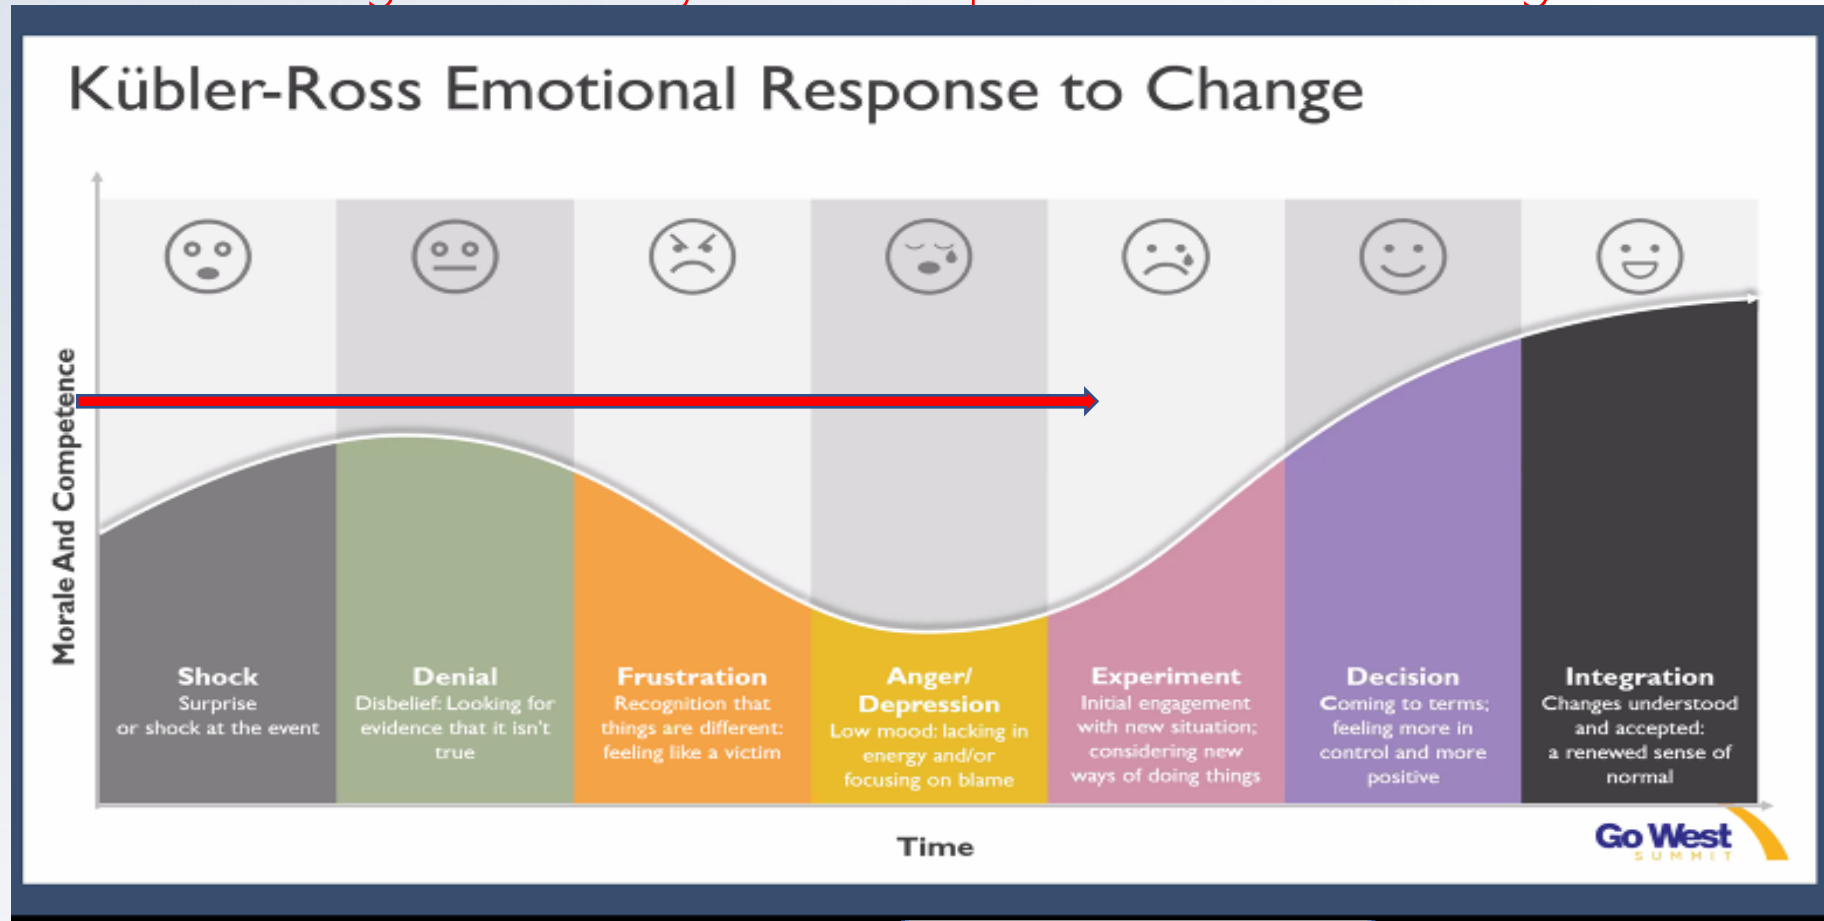 Kübler-Ross Emotional Response to Change
Morale And Competence
Shock
Surprise
or shock at the event
Denial
Disbelief: Looking for
evidence that it isn't
true
Frustration
Recognition that
things are different:
feeling like a victim
Anger/
Depression
Low mood: lacking in
energy and/or
focusing on blame
Experiment
Initial engagement
with new situation;
considering new
ways of doing things
Decision
Coming to terms;
feeling more in
control and more
positive
Integration
Changes understood
and accepted:
a renewed sense of
normal
Time
Go West
SUMMIT